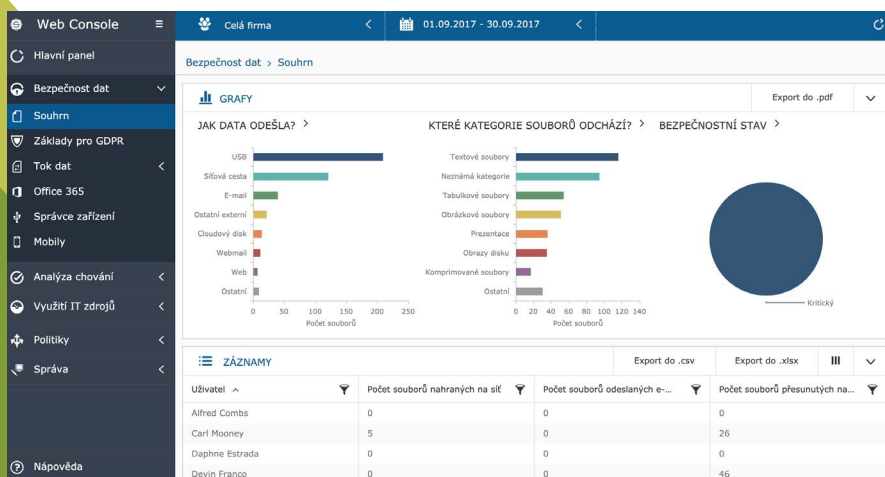 Web Console
Celá firma
01.09.2017 - 30.09.2017
Hlavní panel
Bezpečnost dat
Souhrn
Základy pro GDPR
Tok dat
Office 365
Správce zařízení
Mobily
Analýza chování
Využití IT zdrojů
Politiky
Správa
Nápověda
Bezpečnost dat > Souhrn
GRAFY
Export do .pdf
JAK DATA ODEŠLA? >
USB
Síťová cesta
E-mail
Ostatní externí
Cloudový disk
Webmail
Web
Ostatní
0 50 100 150 200 250
Počet souborů
KTERÉ KATEGORIE SOUBORŮ ODCHÁZÍ? >
Textové soubory
Neznámá kategorie
Tabulkové soubory
Obrázkové soubory
Prezentace
Obrazy disku
Komprimované soubory
Ostatní
0 20 40 60 80 100 120 140
Počet souborů
BEZPEČNOSTNÍ STAV >
Kritický
ZÁZNAMY
Export do .csv
Export do .xlsx
Uživatel Počet souborů nahraných na síť Počet souborů odeslaných e-... Počet souborů přesunutých na...
Alfred Combs 0 0 0
Carl Mooney 5 0 26
Daphne Estrada 0 0 0
Devin Franco 0 0 46